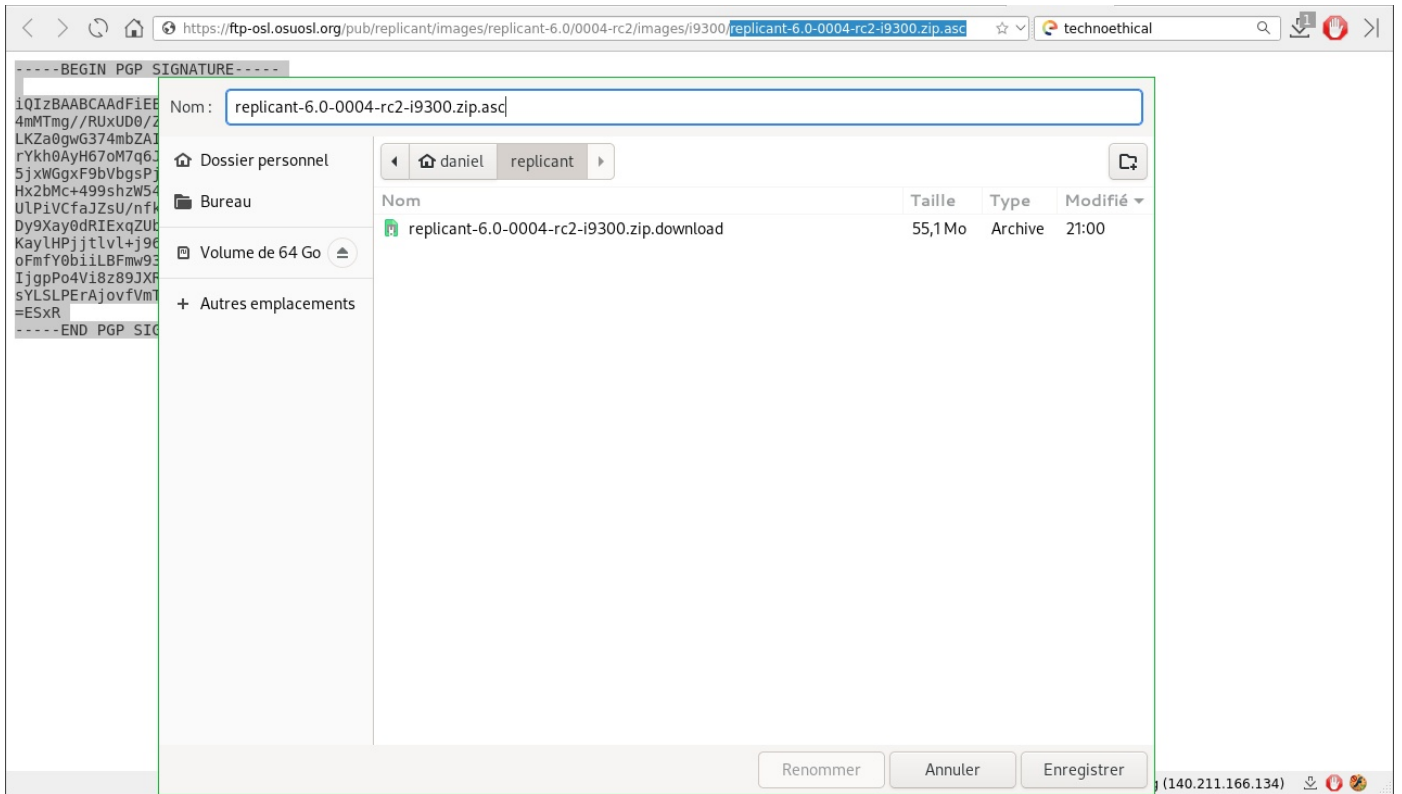 https://ftp-osl.osuosl.org/pub/replicant/images/replicant-6.0/0004-rc2/images/i9300/replicant-6.0-0004-rc2-i9300.zip.asc
technoethical
1
-----BEGIN PGP SIGNATURE-----
iQIzBAABCAAdFiEE
4mMTmg//RUxUD0/Z
LKZa0gwG374mbZAI
rYkh0AyH67oM7q6J
5jxWGgxF9bVbgsPj
Hx2bMc+499shzW54
UlPiVCfaJZsU/nfk
Dy9Xay0dRIExqZUb
KaylHPjjtlvl+j96
oFmfY0biiLBFmw93
IjgpPo4Vi8z89JXR
sYLSLPErAjovfVmT
=ESxR
-----END PGP SIG
Nom : replicant-6.0-0004-rc2-i9300.zip.asc
Dossier personnel
Bureau
Volume de 64 Go
+ Autres emplacements
daniel replicant
Nom Taille Type Modifié
replicant-6.0-0004-rc2-i9300.zip.download 55,1 Mo Archive 21:00
Renommer Annuler Enregistrer
(140.211.166.134)